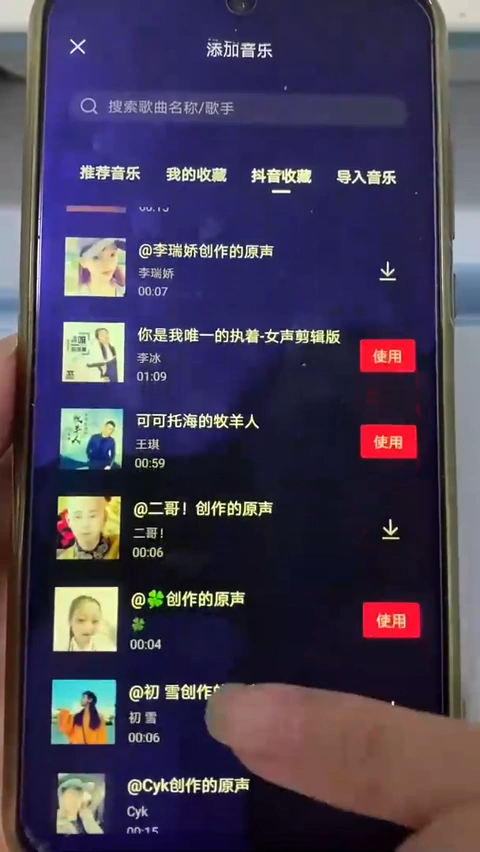 添加音乐
搜索歌曲名称/歌手
推荐音乐 我的收藏 抖音收藏 导入音乐
00:15
@李瑞娇创作的原声
李瑞娇
00:07
你是我唯一的执着-女声剪辑版
李冰
01:09
使用
可可托海的牧羊人
王琪
00:59
使用
@二哥！创作的原声
二哥！
00:06
@🍀创作的原声
🍀
00:04
使用
@初 雪创作的
初 雪
00:06
@Cyk创作的原声
Cyk
00:15